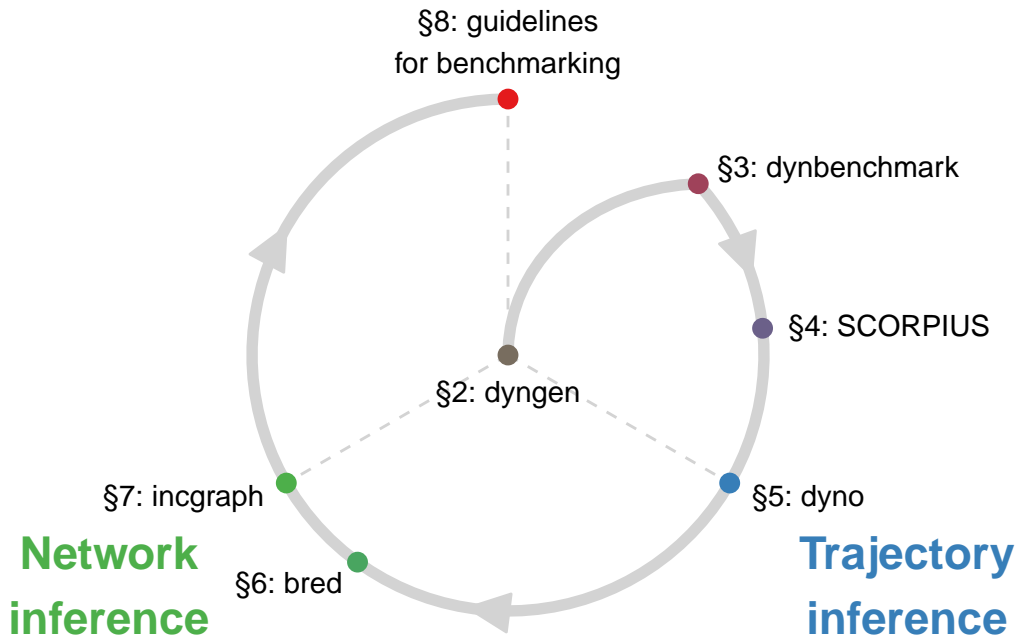 §8: guidelines
for benchmarking
§3: dynbenchmark
§4: SCORPIUS
§2: dyngen
§7: incgraph
§5: dyno
Network
inference
Trajectory
inference
§6: bred